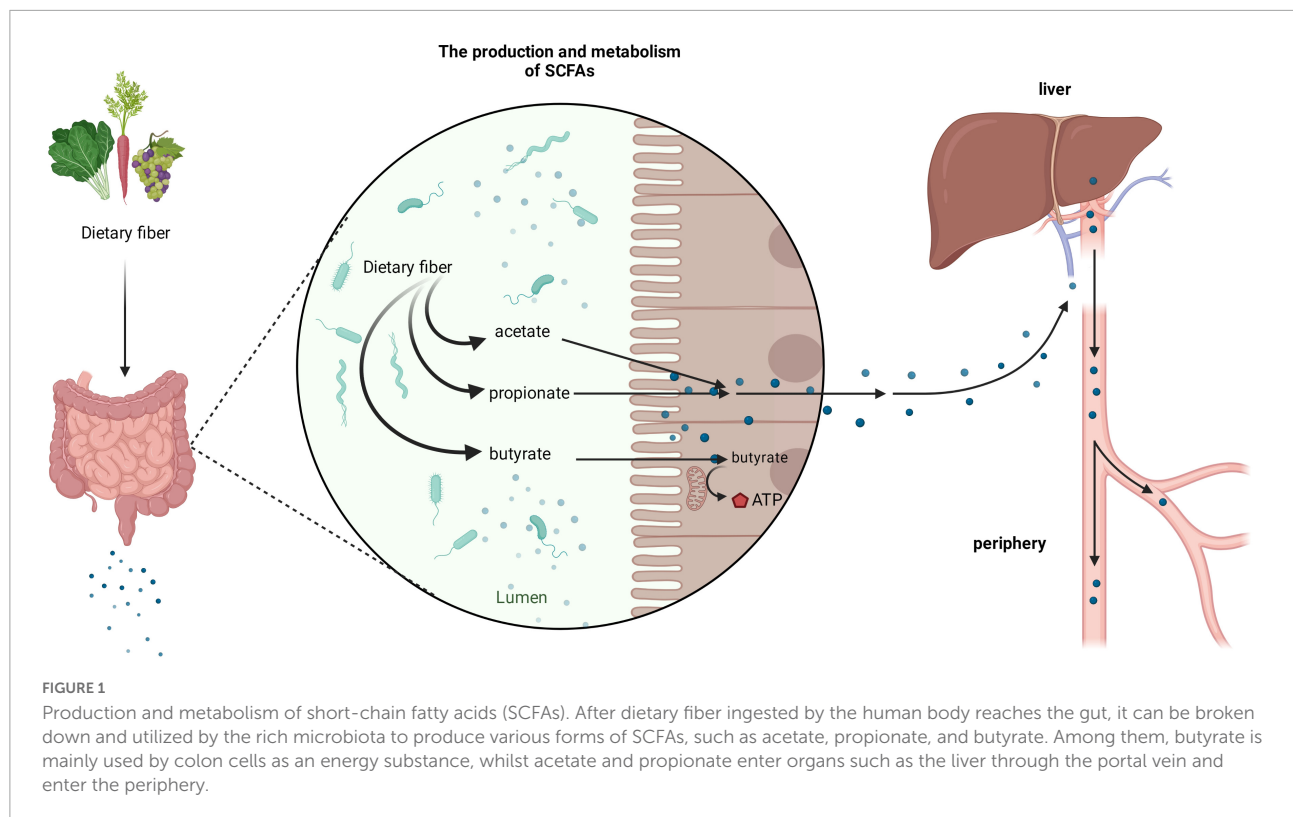 The production and metabolism
of SCFAs
liver
Dietary fiber
Dietary fiber
acetate
propionate
butyrate
butyrate
ATP
periphery
Lumen
FIGURE 1
Production and metabolism of short-chain fatty acids (SCFAs). After dietary fiber ingested by the human body reaches the gut, it can be broken
down and utilized by the rich microbiota to produce various forms of SCFAs, such as acetate, propionate, and butyrate. Among them, butyrate is
mainly used by colon cells as an energy substance, whilst acetate and propionate enter organs such as the liver through the portal vein and
enter the periphery.